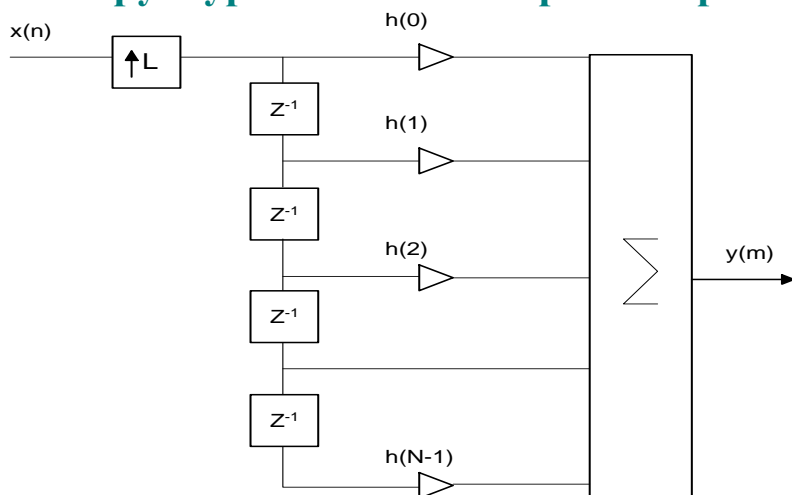 x(n)
h(0)
↑L
Z⁻¹
h(1)
Z⁻¹
h(2)
∑
y(m)
Z⁻¹
Z⁻¹
h(N-1)